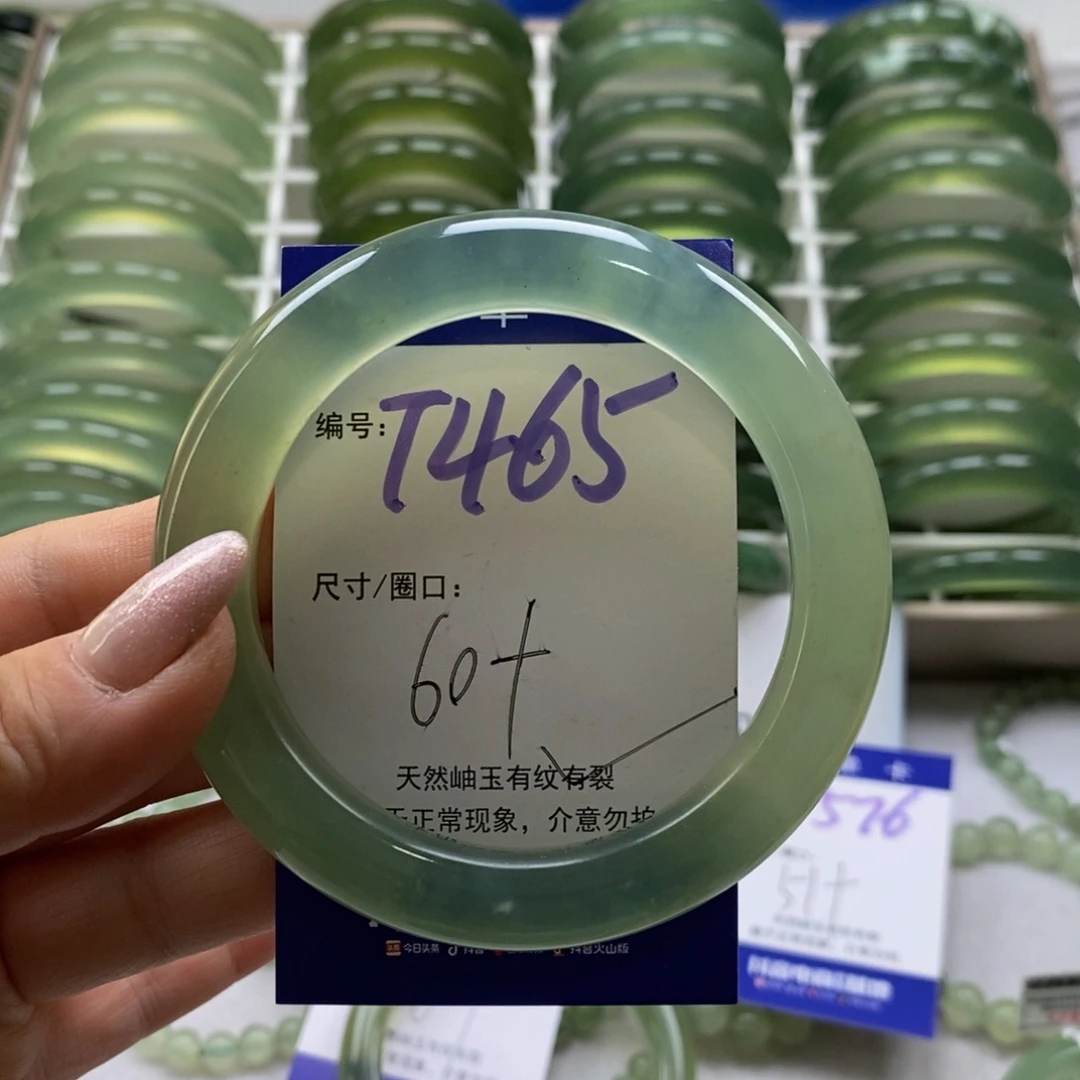 编号:T465
尺寸/圈口:
60+
天然岫玉有纹有裂
正常现象，介意勿拍
今日头条 抖音 抖音火山版
576
51+